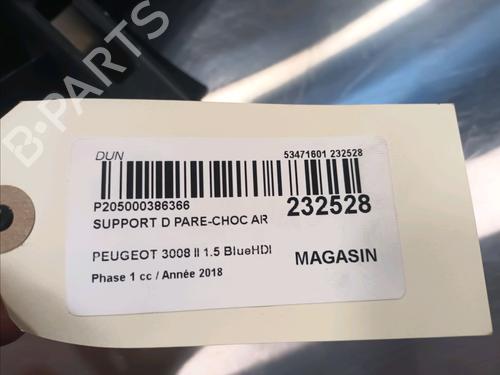 B-PARTS
DUN
53471601 232528
P205000386366
232528
SUPPORT D PARE-CHOC AR
PEUGEOT 3008 II 1.5 BlueHDI
MAGASIN
Phase 1 cc / Année 2018